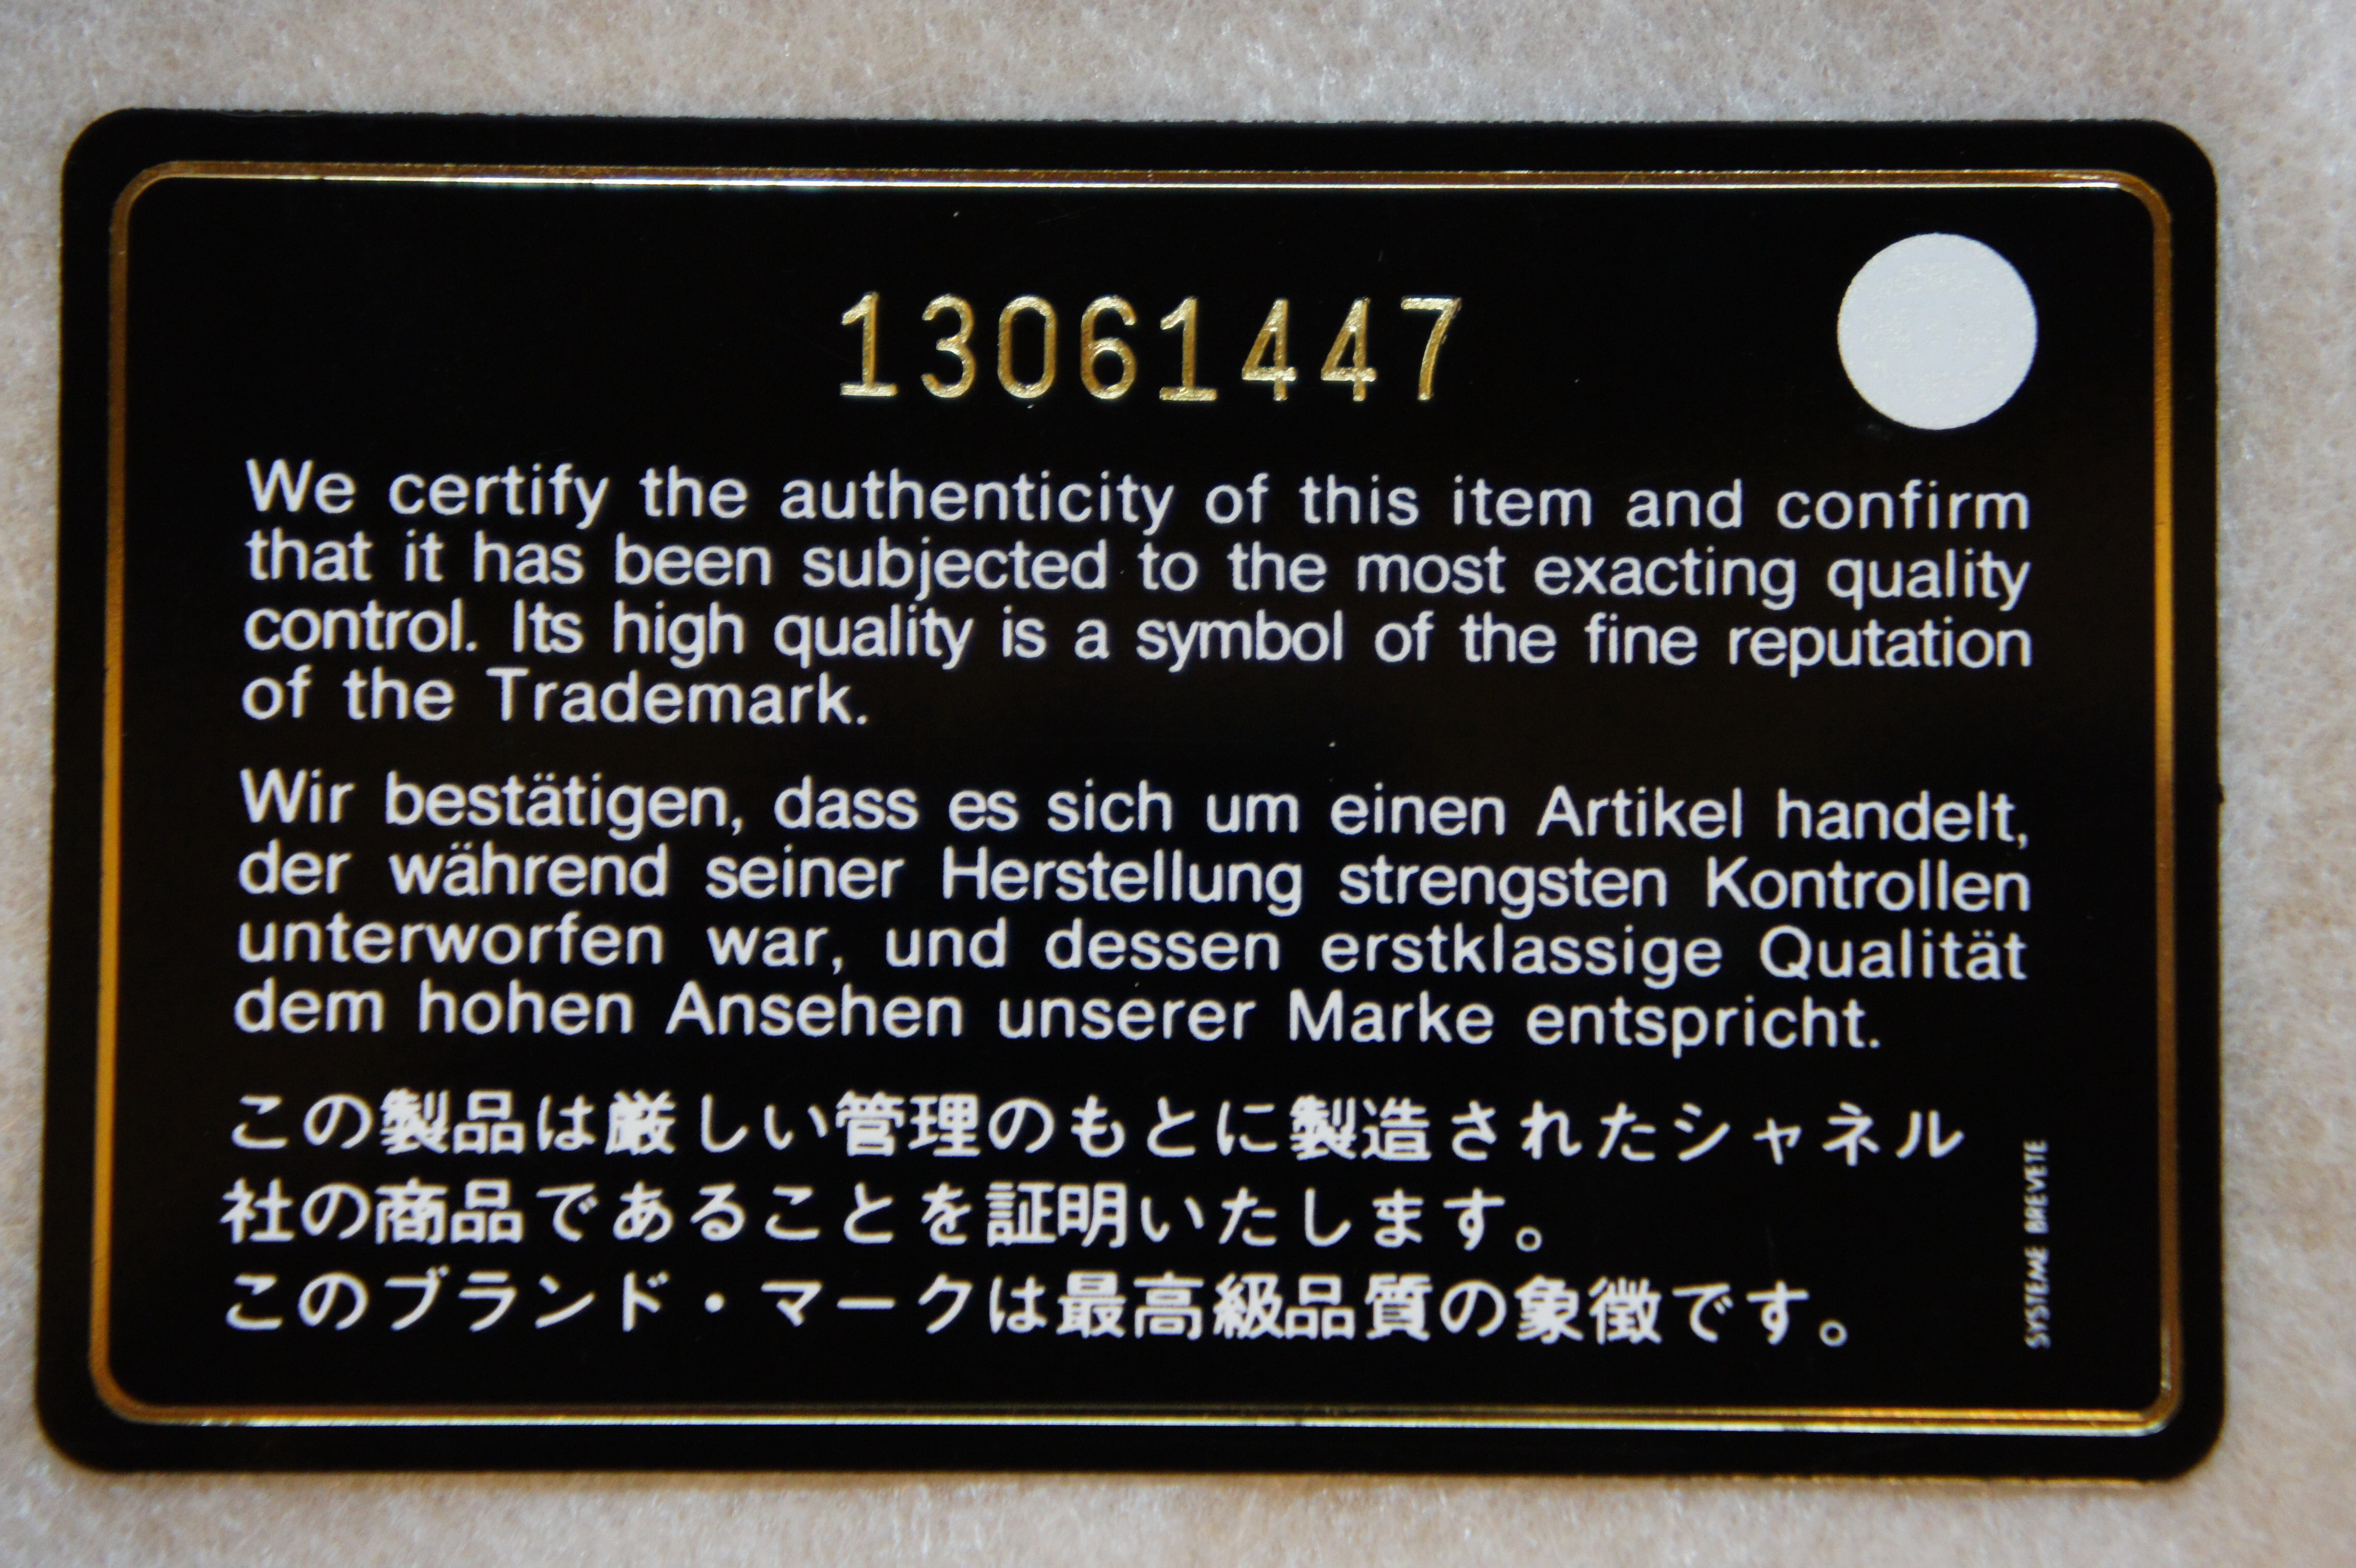 13061447
We certify the authenticity of this item and confirm
that it has been subjected to the most exacting quality
control. Its high quality is a symbol of the fine reputation
of the Trademark.
Wir bestätigen, dass es sich um einen Artikel handelt,
der während seiner Herstellung strengsten Kontrollen
unterworfen war, und dessen erstklassige Qualität
dem hohen Ansehen unserer Marke entspricht.
この製品は厳しい管理のもとに製造されたシャネル
社の商品であることを証明いたします。
このブランド・マークは最高級品質の象徴です。
SYSTEME BREVETE